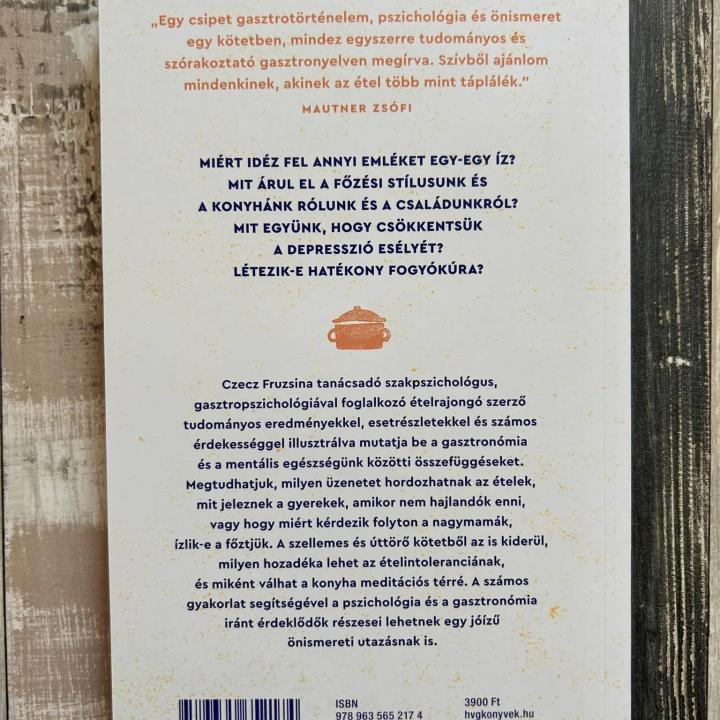 „Egy csipet gasztrotörténelem, pszichológia és önismeret
egy kötetben, mindez egyszerre tudományos és
szórakoztató gasztronyelven megírva. Szívből ajánlom
mindenkinek, akinek az étel több mint táplálék.”
MAUTNER ZSÓFI
MIÉRT IDÉZ FEL ANNYI EMLÉKET EGY-EGY ÍZ?
MIT ÁRUL EL A FŐZÉSI STÍLUSUNK ÉS
A KONYHÁNK RÓLUNK ÉS A CSALÁDUNKRÓL?
MIT EGYÜNK, HOGY CSÖKKENTSÜK
A DEPRESSZIÓ ESÉLYÉT?
LÉTEZIK-E HATÉKONY FOGYÓKÚRA?
Czecz Fruzsina tanácsadó szakpszichológus,
gasztropszichológiával foglalkozó ételrajongó szerző
tudományos eredményekkel, esetrészletekkel és számos
érdekességgel illusztrálva mutatja be a gasztronómia
és a mentális egészségünk közötti összefüggéseket.
Megtudhatjuk, milyen üzenetet hordozhatnak az ételek,
mit jeleznek a gyerekek, amikor nem hajlandók enni,
vagy hogy miért kérdezik folyton a nagymamák,
ízlik-e a főztjük. A szellemes és úttörő kötetből az is kiderül,
milyen hozadéka lehet az ételintoleranciának,
és miként válhat a konyha meditációs térré. A számos
gyakorlat segítségével a pszichológia és a gasztronómia
iránt érdeklődők részesei lehetnek egy jóízű
önismereti utazásnak is.
ISBN 3900 Ft
978 963 565 217 4 hvgkonyvek.hu